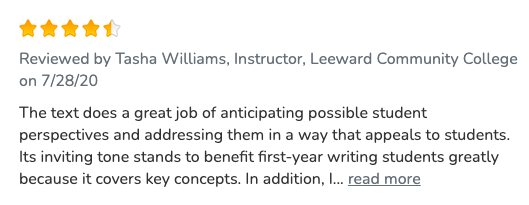 Reviewed by Tasha Williams, Instructor, Leeward Community College
on 7/28/20
The text does a great job of anticipating possible student
perspectives and addressing them in a way that appeals to students.
Its inviting tone stands to benefit first-year writing students greatly
because it covers key concepts. In addition, I... read more